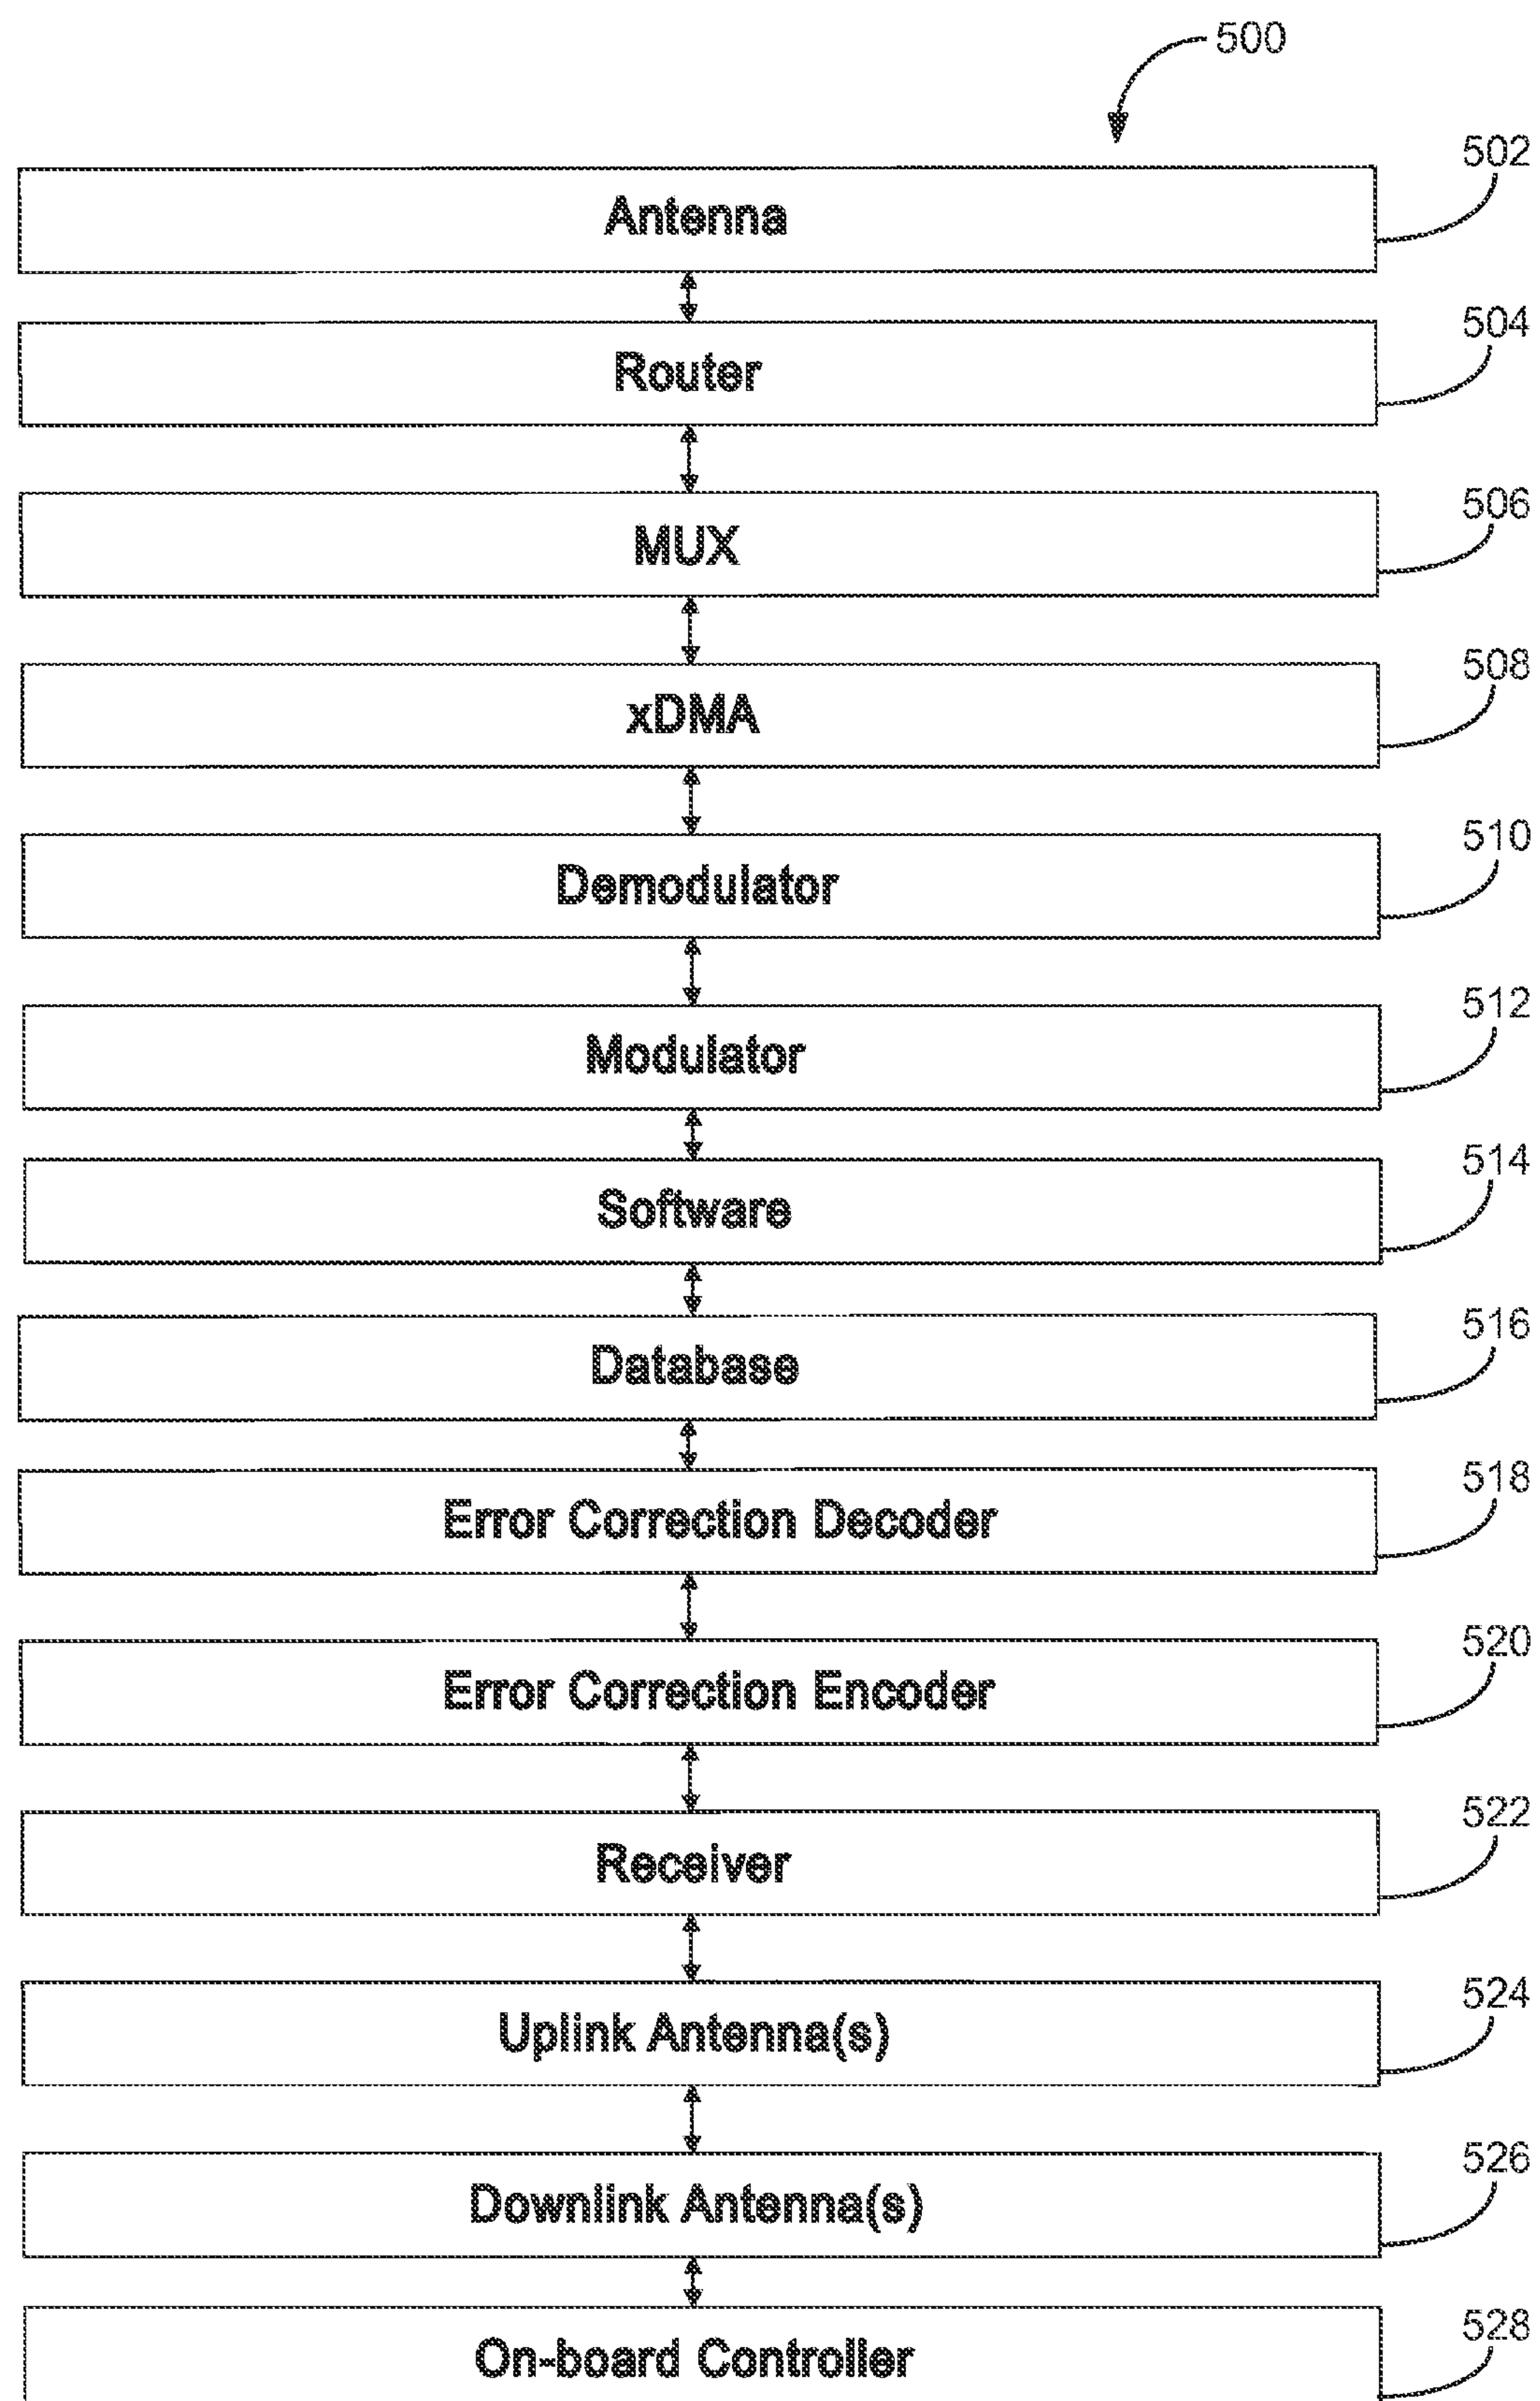 500
502
Antenna
504
Router
506
MUX
508
xDMA
510
Demodulator
512
Modulator
514
Software
516
Database
518
Error Correction Decoder
520
Error Correction Encoder
522
Receiver
524
Uplink Antenna(s)
526
Downlink Antenna(s)
528
On-board Controller